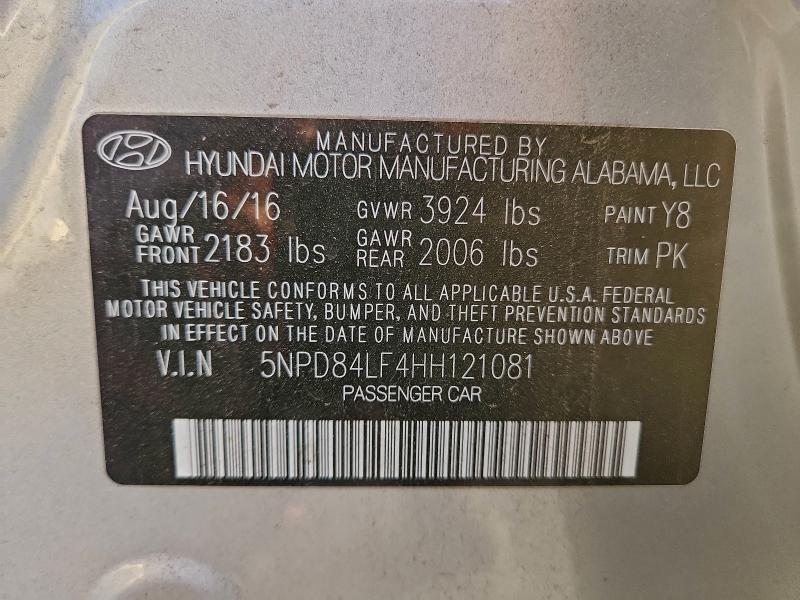 MANUFACTURED BY
HYUNDAI MOTOR MANUFACTURING ALABAMA, LLC
Aug/16/16 GVWR 3924 lbs PAINT Y8
GAWR FRONT 2183 lbs GAWR REAR 2006 lbs TRIM PK
THIS VEHICLE CONFORMS TO ALL APPLICABLE U.S.A. FEDERAL
MOTOR VEHICLE SAFETY, BUMPER, AND THEFT PREVENTION STANDARDS
IN EFFECT ON THE DATE OF MANUFACTURE SHOWN ABOVE
V.I.N 5NPD84LF4HH121081
PASSENGER CAR